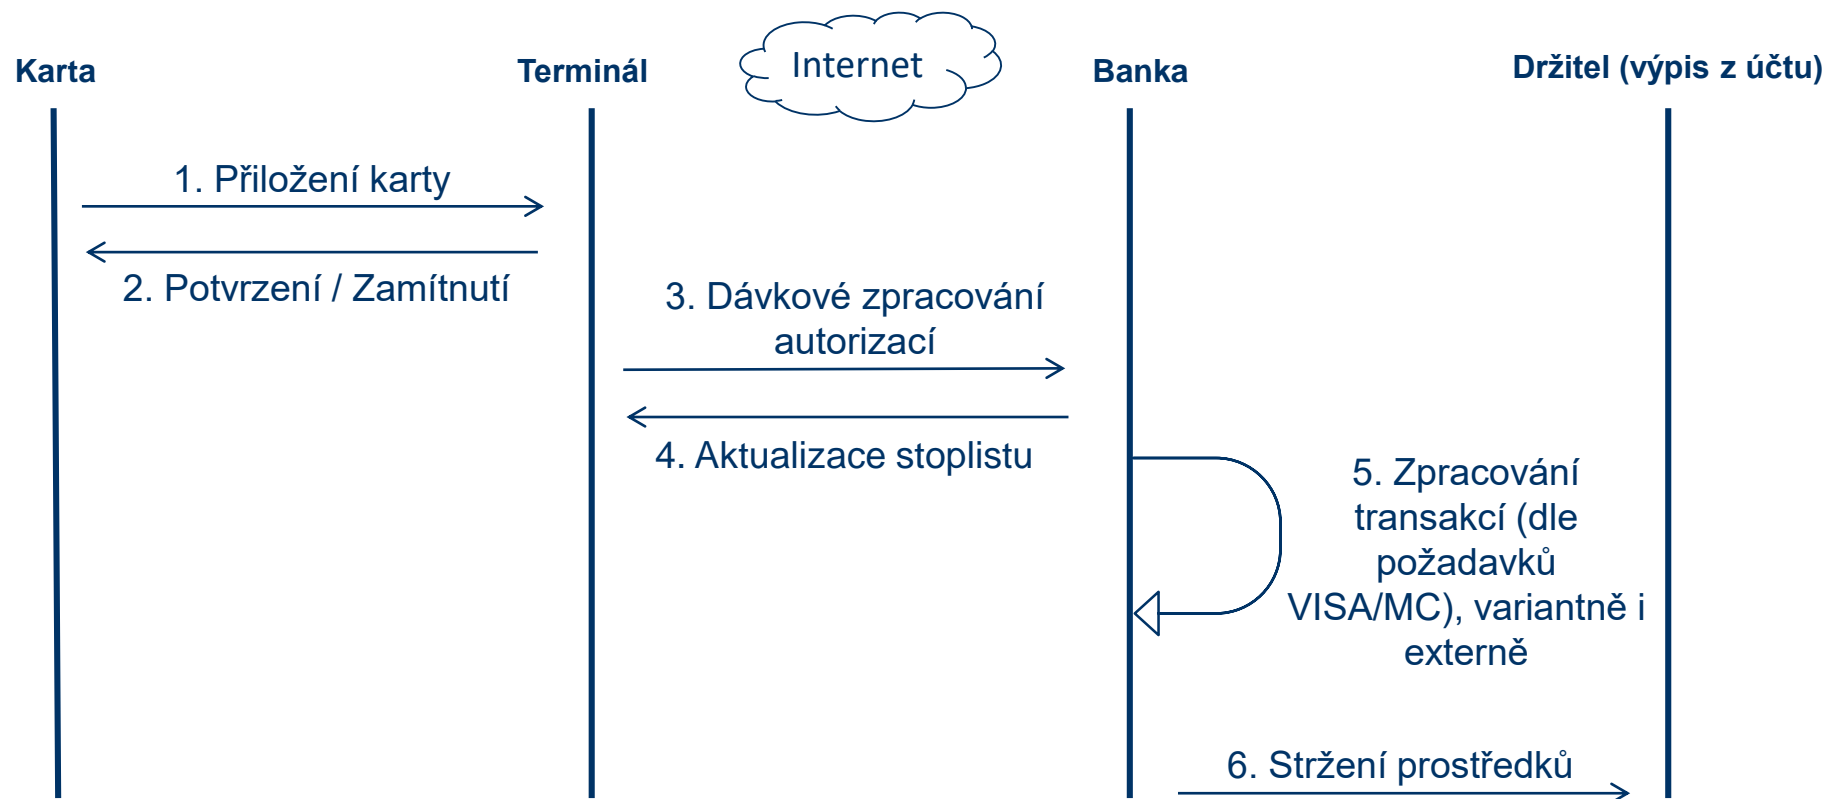 Karta
Terminál
Internet
Banka
Držitel (výpis z účtu)
1. Přiložení karty
2. Potvrzení / Zamítnutí
3. Dávkové zpracování
autorizací
4. Aktualizace stoplistu
5. Zpracování
transakcí (dle
požadavků
VISA/MC), variantně i
externě
6. Stržení prostředků